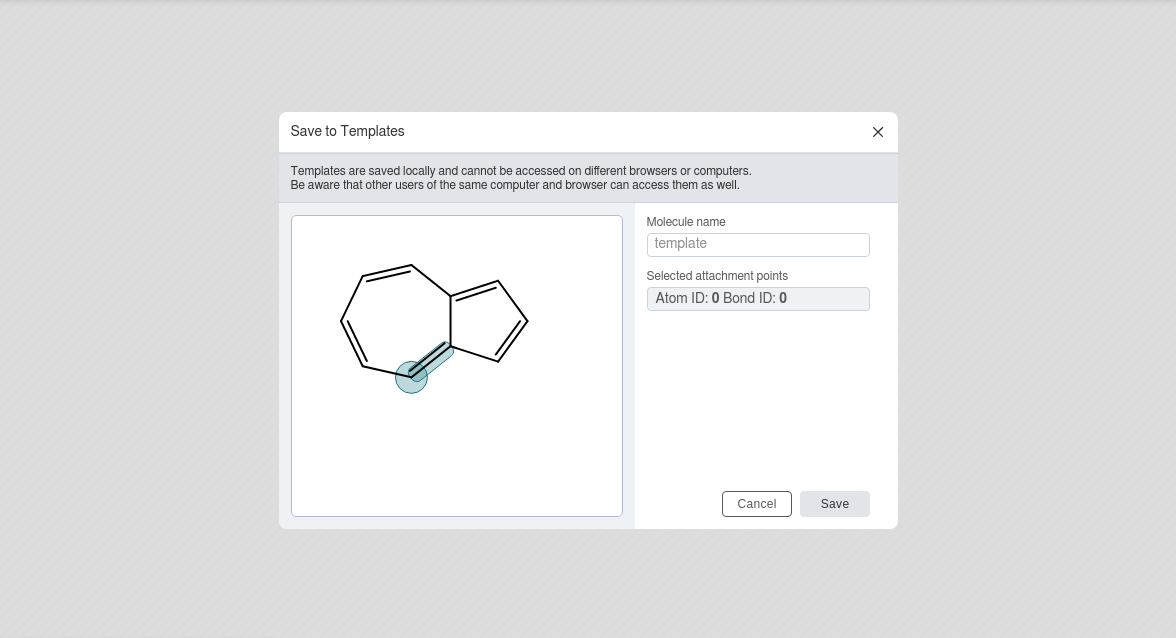 Save to Templates
Templates are saved locally and cannot be accessed on different browsers or computers.
Be aware that other users of the same computer and browser can access them as well.
Molecule name
template
Selected attachment points
Atom ID: 0 Bond ID: 0
Cancel
Save